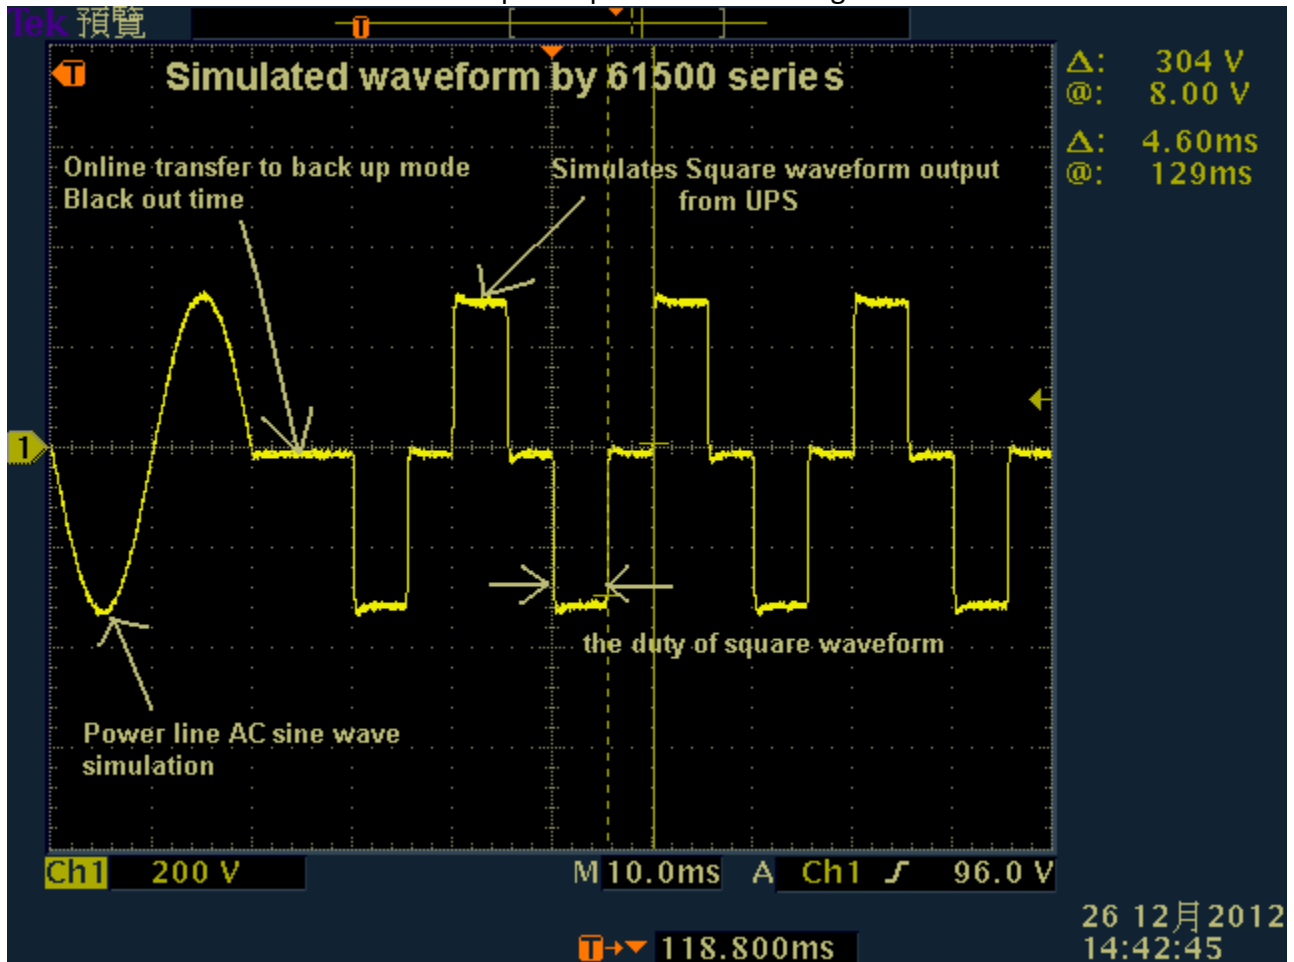 Tek 預覽
Simulated waveform by 61500 series
Δ: 304 V
@: 8.00 V
Δ: 4.60ms
@: 129ms
Online transfer to back up mode
Black out time
Simulates Square waveform output
from UPS
1
the duty of square waveform
Power line AC sine wave
simulation
Ch1 200 V M 10.0ms A Ch1 96.0 V
T 118.800ms
26 12月 2012
14:42:45